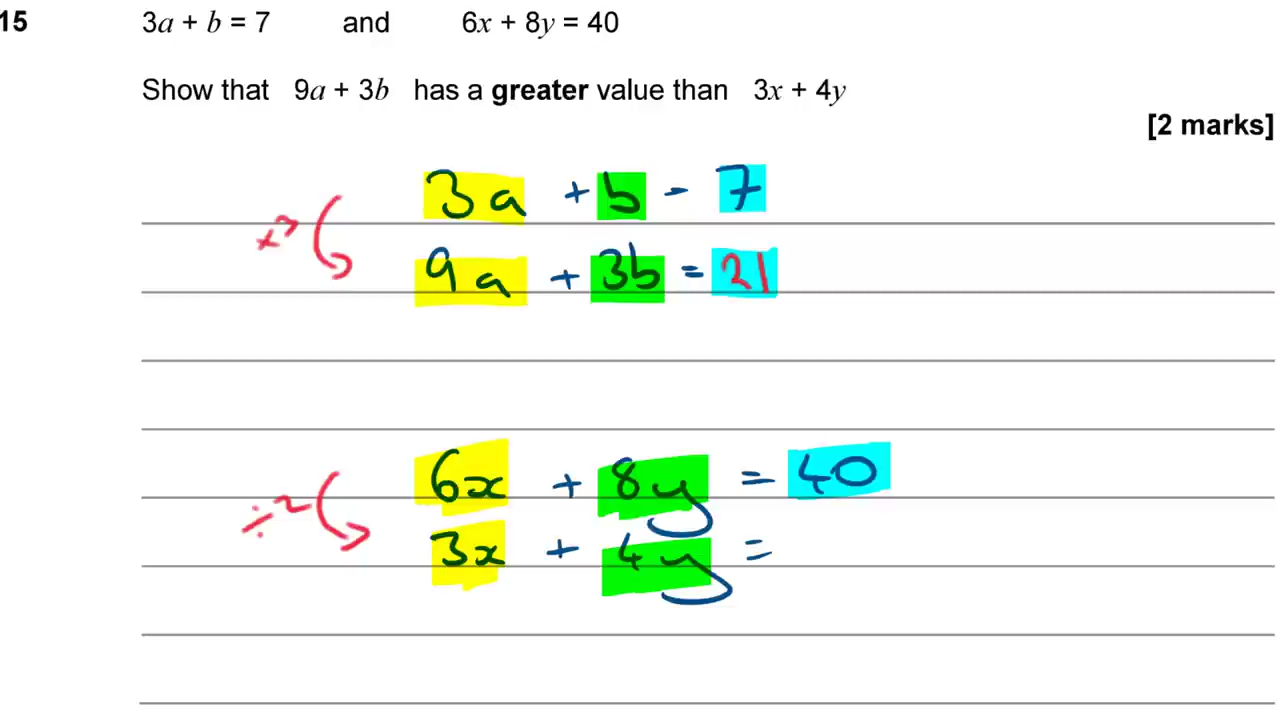 15 3a + b = 7 and 6x + 8y = 40
Show that 9a + 3b has a greater value than 3x + 4y
[2 marks]
3a + b - 7
×3
9a + 3b = 21
6x + 8y = 40
÷2
3x + 4y =